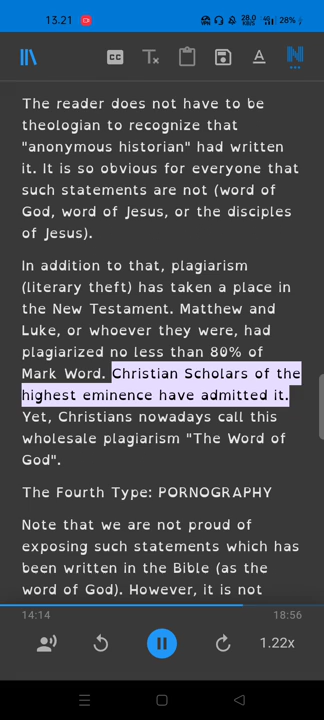 13.21
28.0
KB/S
4G
28%
CC
Tx
A
N
The reader does not have to be
theologian to recognize that
"anonymous historian" had written
it. It is so obvious for everyone that
such statements are not (word of
God, word of Jesus, or the disciples
of Jesus).
In addition to that, plagiarism
(literary theft) has taken a place in
the New Testament. Matthew and
Luke, or whoever they were, had
plagiarized no less than 80% of
Mark Word. Christian Scholars of the
highest eminence have admitted it.
Yet, Christians nowadays call this
wholesale plagiarism "The Word of
God".
The Fourth Type: PORNOGRAPHY
Note that we are not proud of
exposing such statements which has
been written in the Bible (as the
word of God). However, it is not
14:14
18:56
1.22x